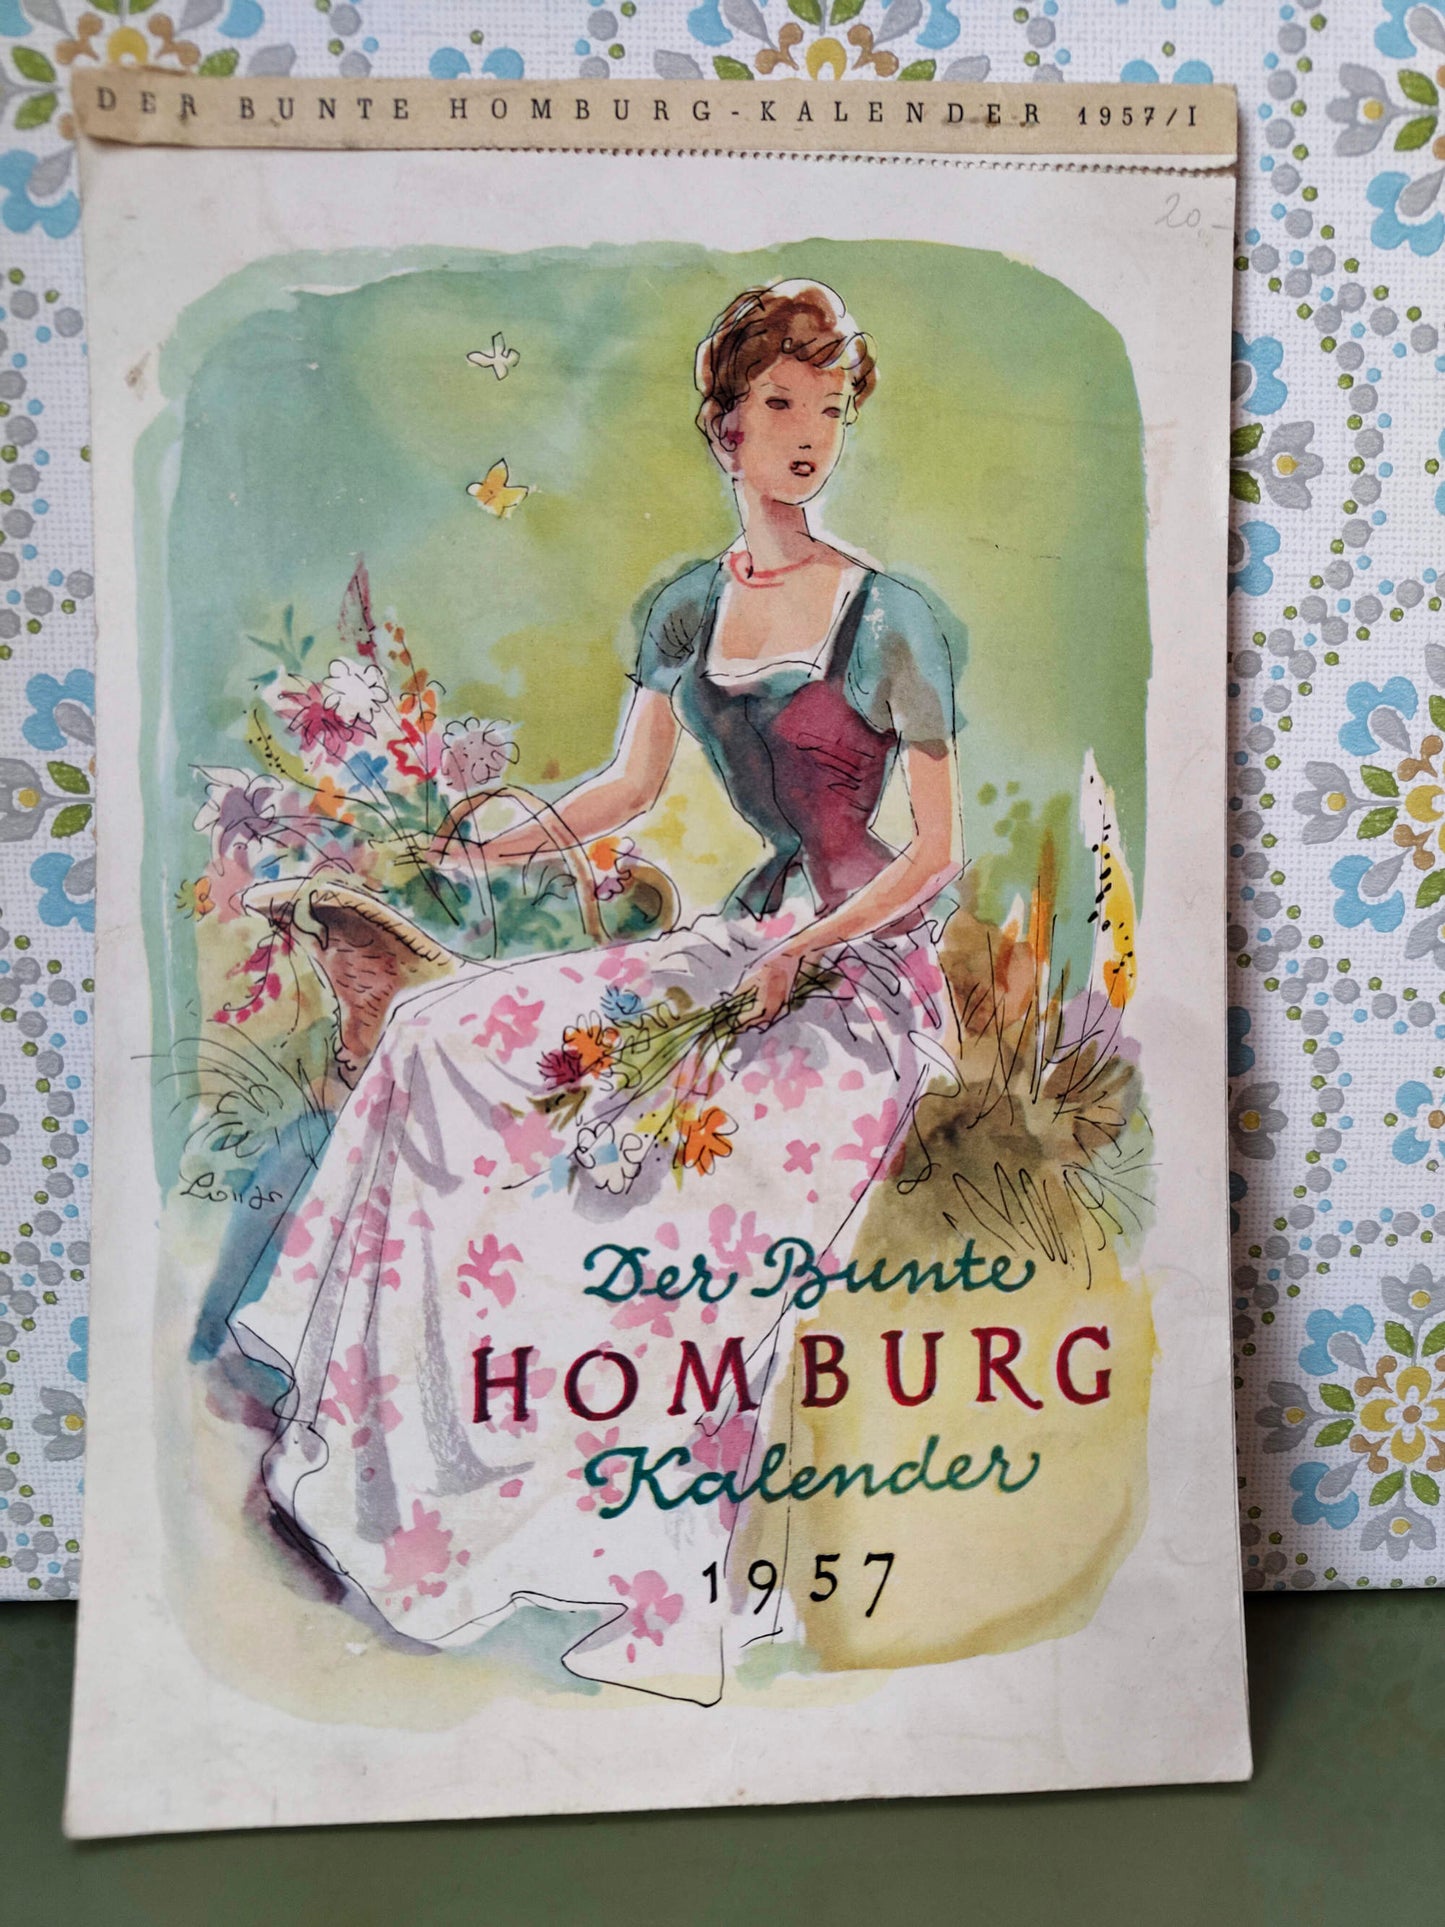 DER BUNTE HOMBURG-KALENDER 1957/I
20.-
Der Bunte
HOMBURG
Kalender
1957